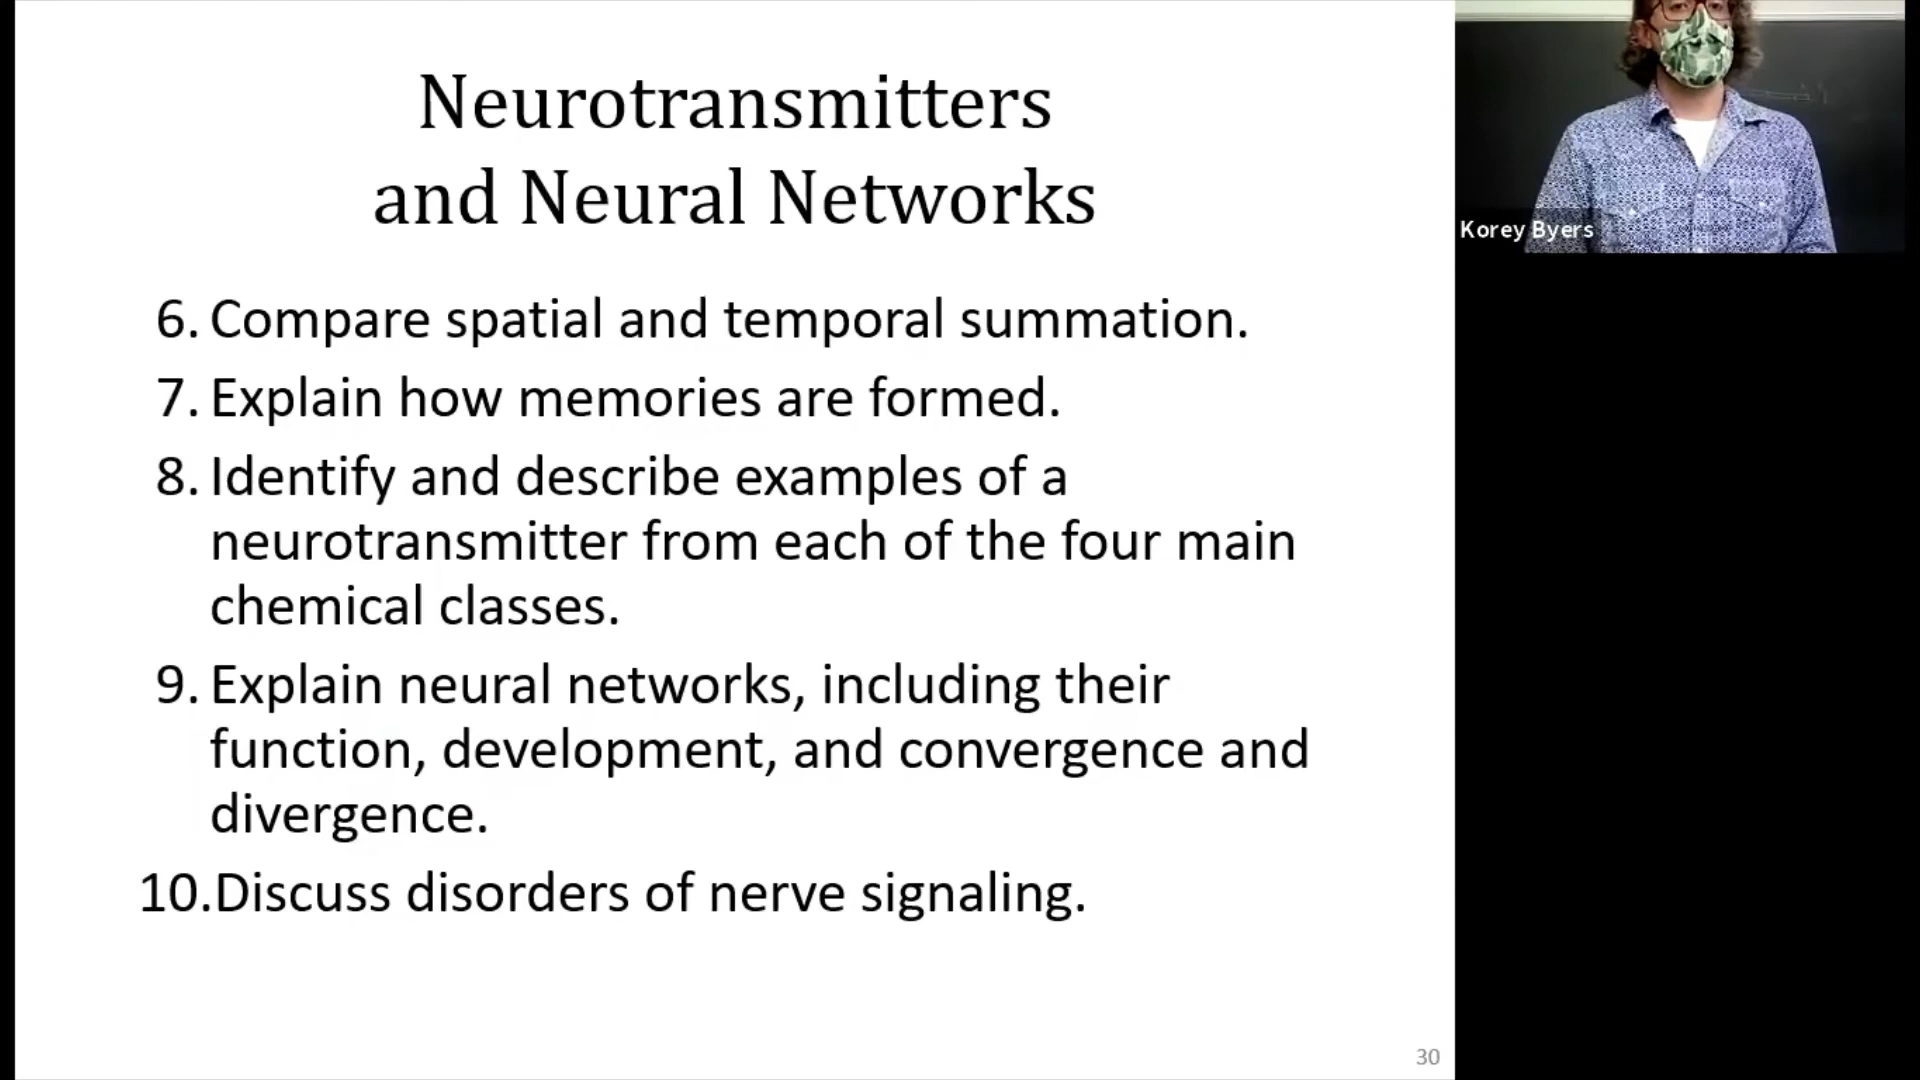 Neurotransmitters
and Neural Networks
6. Compare spatial and temporal summation.
7. Explain how memories are formed.
8. Identify and describe examples of a
neurotransmitter from each of the four main
chemical classes.
9. Explain neural networks, including their
function, development, and convergence and
divergence.
10.Discuss disorders of nerve signaling.
30
Korey Byers